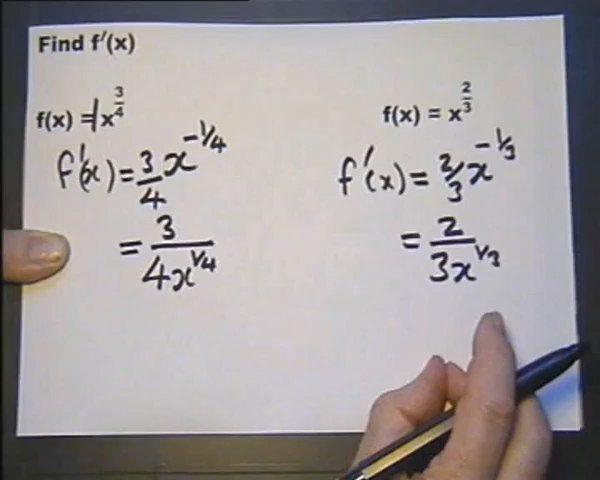 Find f'(x)
f(x) = 1x^{3/4}
f'(x) = 3/4 x^{-1/4}
= 3/(4x^{1/4})
f(x) = x^{2/3}
f'(x) = 2/3 x^{-1/3}
= 2/(3x^{1/3})